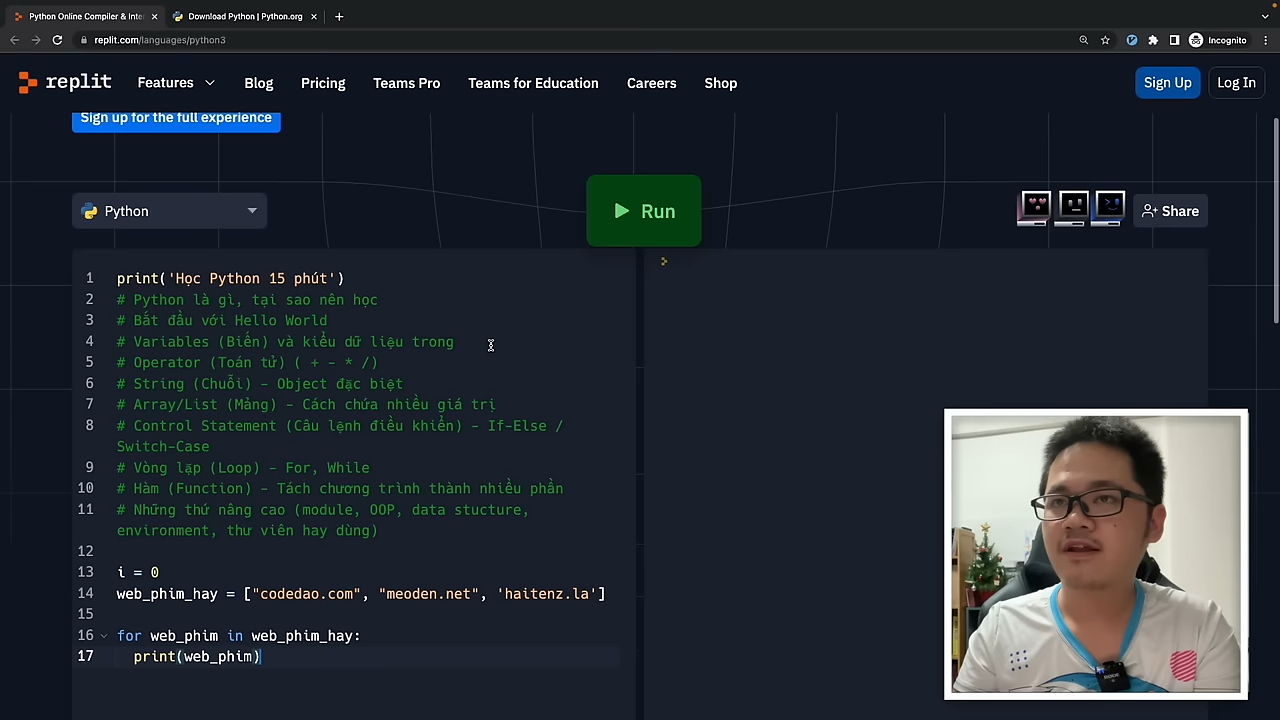 Python Online Compiler & Inte
Download Python | Python.org
replit.com/languages/python3
Incognito
replit
Features
Blog
Pricing
Teams Pro
Teams for Education
Careers
Shop
Sign Up
Log In
Sign up for the full experience
Python
Run
Share
1 print('Học Python 15 phút')
2 # Python là gì, tại sao nên học
3 # Bắt đầu với Hello World
4 # Variables (Biến) và kiểu dữ liệu trong
5 # Operator (Toán tử) ( + - * /)
6 # String (Chuỗi) - Object đặc biệt
7 # Array/List (Mảng) - Cách chứa nhiều giá trị
8 # Control Statement (Câu lệnh điều khiển) - If-Else /
Switch-Case
9 # Vòng lặp (Loop) - For, While
10 # Hàm (Function) - Tách chương trình thành nhiều phần
11 # Những thứ nâng cao (module, OOP, data stucture,
environment, thư viên hay dùng)
12
13 i = 0
14 web_phim_hay = ["codedao.com", "meoden.net", 'haitenz.la']
15
16 for web_phim in web_phim_hay:
17 print(web_phim)